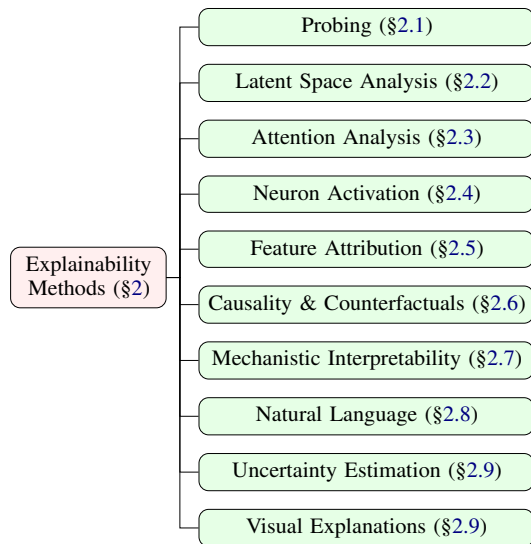 Probing (§2.1)
Latent Space Analysis (§2.2)
Attention Analysis (§2.3)
Neuron Activation (§2.4)
Feature Attribution (§2.5)
Explainability
Methods (§2)
Causality & Counterfactuals (§2.6)
Mechanistic Interpretability (§2.7)
Natural Language (§2.8)
Uncertainty Estimation (§2.9)
Visual Explanations (§2.9)